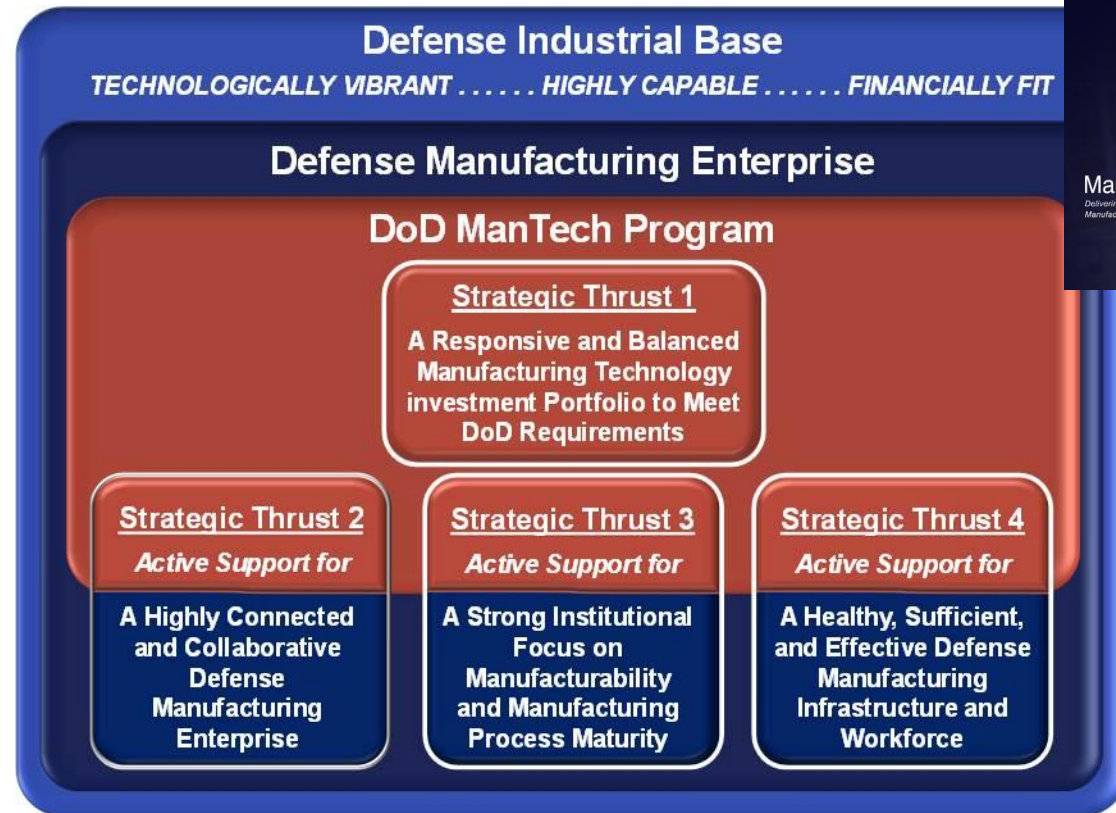 Defense Industrial Base
TECHNOLOGICALLY VIBRANT . . . . . . HIGHLY CAPABLE . . . . . . FINANCIALLY FIT
Defense Manufacturing Enterprise
DoD ManTech Program
Strategic Thrust 1
A Responsive and Balanced
Manufacturing Technology
investment Portfolio to Meet
DoD Requirements
Strategic Thrust 2
Active Support for
A Highly Connected
and Collaborative
Defense
Manufacturing
Enterprise
Strategic Thrust 3
Active Support for
A Strong Institutional
Focus on
Manufacturability
and Manufacturing
Process Maturity
Strategic Thrust 4
Active Support for
A Healthy, Sufficient,
and Effective Defense
Manufacturing
Infrastructure and
Workforce